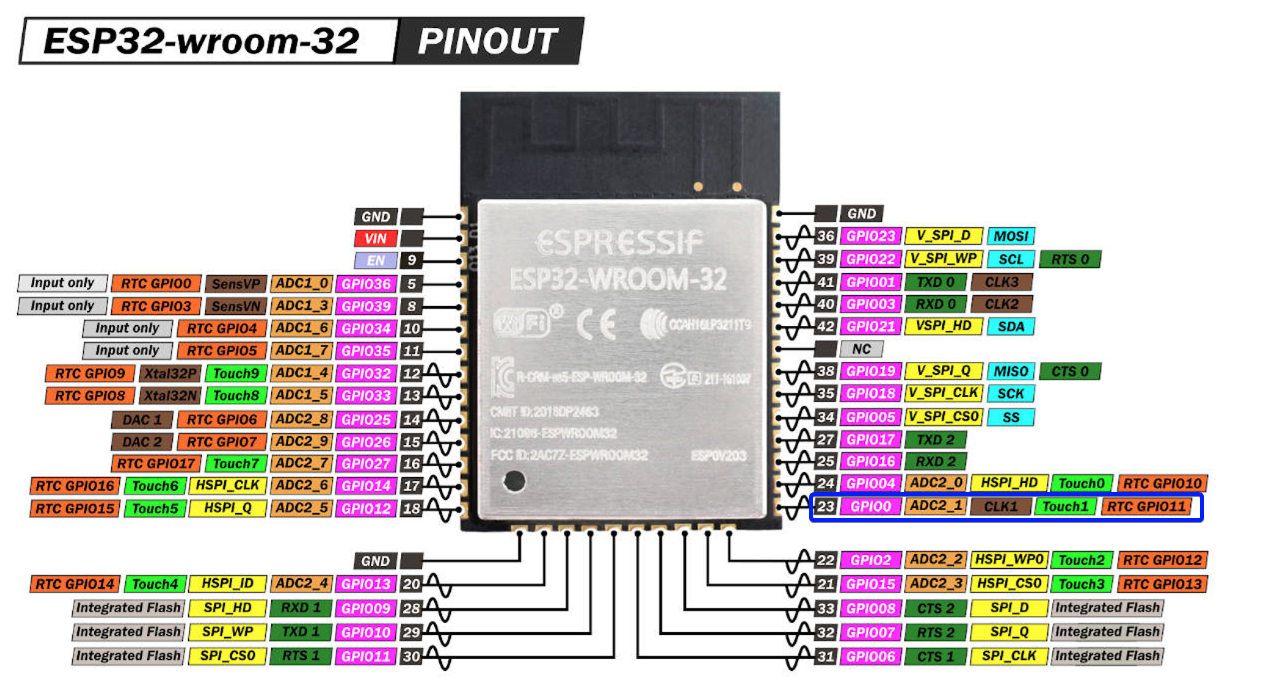 ESP32-wroom-32 PINOUT
ESPRESSIF
ESP32-WROOM-32
WiFi ®
R-CRM-es5-ESP-WROOM-32
CMIIT ID:2018DP2463
IC:21098-ESPWROOM32
FCC ID:2AC7Z-ESPWROOM32
ESP0V203
GND
VIN
EN 9
Input only RTC GPIO0 SensVP ADC1_0 GPIO36 5
Input only RTC GPIO3 SensVN ADC1_3 GPIO39 8
Input only RTC GPIO4 ADC1_6 GPIO34 10
Input only RTC GPIO5 ADC1_7 GPIO35 11
RTC GPIO9 Xtal32P Touch9 ADC1_4 GPIO32 12
RTC GPIO8 Xtal32N Touch8 ADC1_5 GPIO33 13
DAC 1 RTC GPIO6 ADC2_8 GPIO25 14
DAC 2 RTC GPIO7 ADC2_9 GPIO26 15
RTC GPIO17 Touch7 ADC2_7 GPIO27 16
RTC GPIO16 Touch6 HSPI_CLK ADC2_6 GPIO14 17
RTC GPIO15 Touch5 HSPI_Q ADC2_5 GPIO12 18
GND
RTC GPIO14 Touch4 HSPI_ID ADC2_4 GPIO13 20
Integrated Flash SPI_HD RXD 1 GPIO9 28
Integrated Flash SPI_WP TXD 1 GPIO10 29
Integrated Flash SPI_CS0 RTS 1 GPIO11 30
GND
36 GPIO23 V_SPI_D MOSI
39 GPIO22 V_SPI_WP SCL RTS 0
41 GPIO01 TXD 0 CLK3
40 GPIO03 RXD 0 CLK2
42 GPIO21 VSPI_HD SDA
NC
38 GPIO19 V_SPI_Q MISO CTS 0
35 GPIO18 V_SPI_CLK SCK
34 GPIO05 V_SPI_CS0 SS
27 GPIO17 TXD 2
25 GPIO16 RXD 2
24 GPIO04 ADC2_0 HSPI_HD Touch0 RTC GPIO10
23 GPIO0 ADC2_1 CLK1 Touch1 RTC GPIO11
22 GPIO2 ADC2_2 HSPI_WP0 Touch2 RTC GPIO12
21 GPIO15 ADC2_3 HSPI_CS0 Touch3 RTC GPIO13
33 GPIO08 CTS 2 SPI_D Integrated Flash
32 GPIO07 RTS 2 SPI_Q Integrated Flash
31 GPIO06 CTS 1 SPI_CLK Integrated Flash